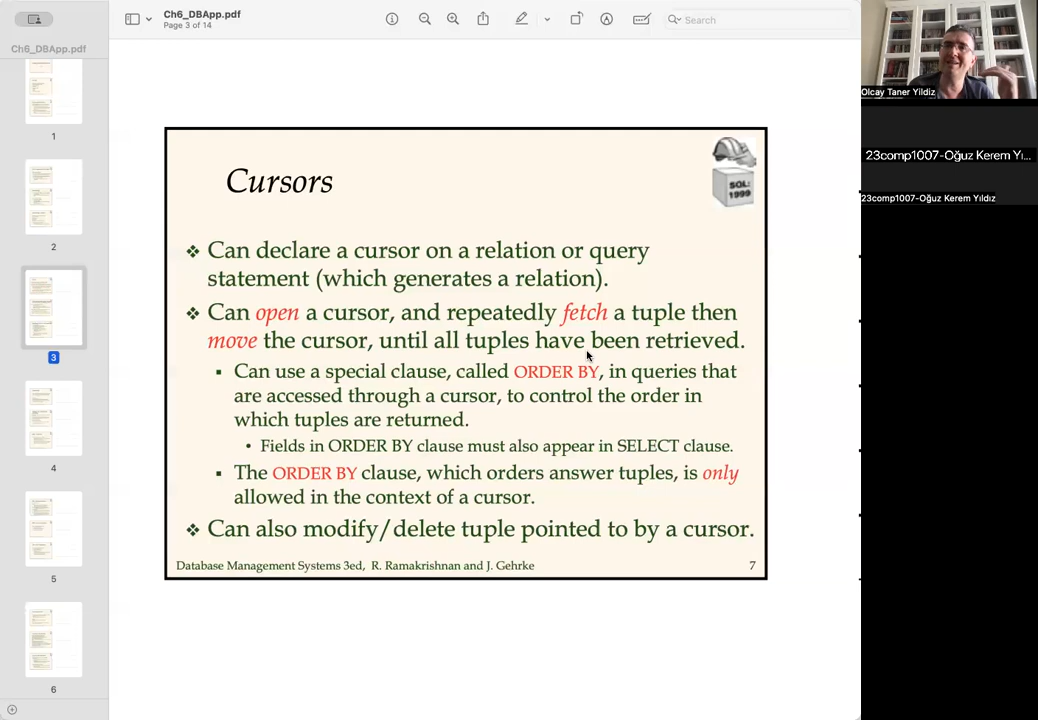 Ch6_DBApp.pdf
Page 3 of 14
Search
Ch6_DBApp.pdf
1
2
3
4
5
6
Cursors
SQL:
1999
❖ Can declare a cursor on a relation or query
statement (which generates a relation).
❖ Can open a cursor, and repeatedly fetch a tuple then
move the cursor, until all tuples have been retrieved.
▪ Can use a special clause, called ORDER BY, in queries that
are accessed through a cursor, to control the order in
which tuples are returned.
• Fields in ORDER BY clause must also appear in SELECT clause.
▪ The ORDER BY clause, which orders answer tuples, is only
allowed in the context of a cursor.
❖ Can also modify/delete tuple pointed to by a cursor.
Database Management Systems 3ed, R. Ramakrishnan and J. Gehrke
7
Olcay Taner Yildiz
23comp1007-Oğuz Kerem Yı...
23comp1007-Oğuz Kerem Yıldız